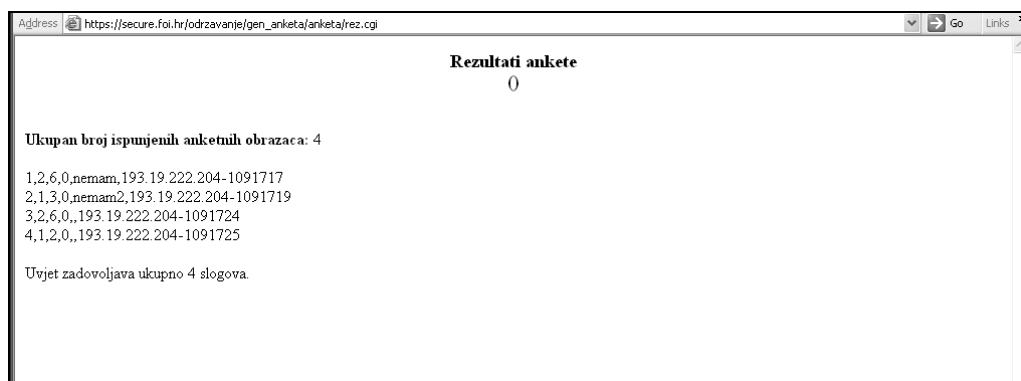 Address https://secure.foi.hr/odrzavanje/gen_anketa/anketa/rez.cgi Go Links
Rezultati ankete
()
Ukupan broj ispunjenih anketnih obrazaca: 4
1,2,6,0,nemam,193.19.222.204-1091717
2,1,3,0,nemam2,193.19.222.204-1091719
3,2,6,0,,193.19.222.204-1091724
4,1,2,0,,193.19.222.204-1091725
Uvjet zadovoljava ukupno 4 slogova.